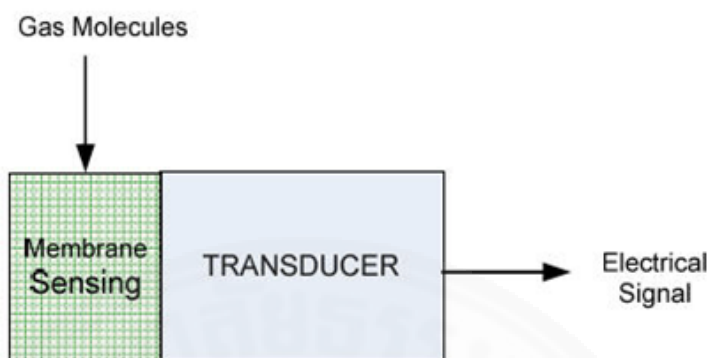 Gas Molecules
Membrane
Sensing
TRANSDUCER
Electrical
Signal